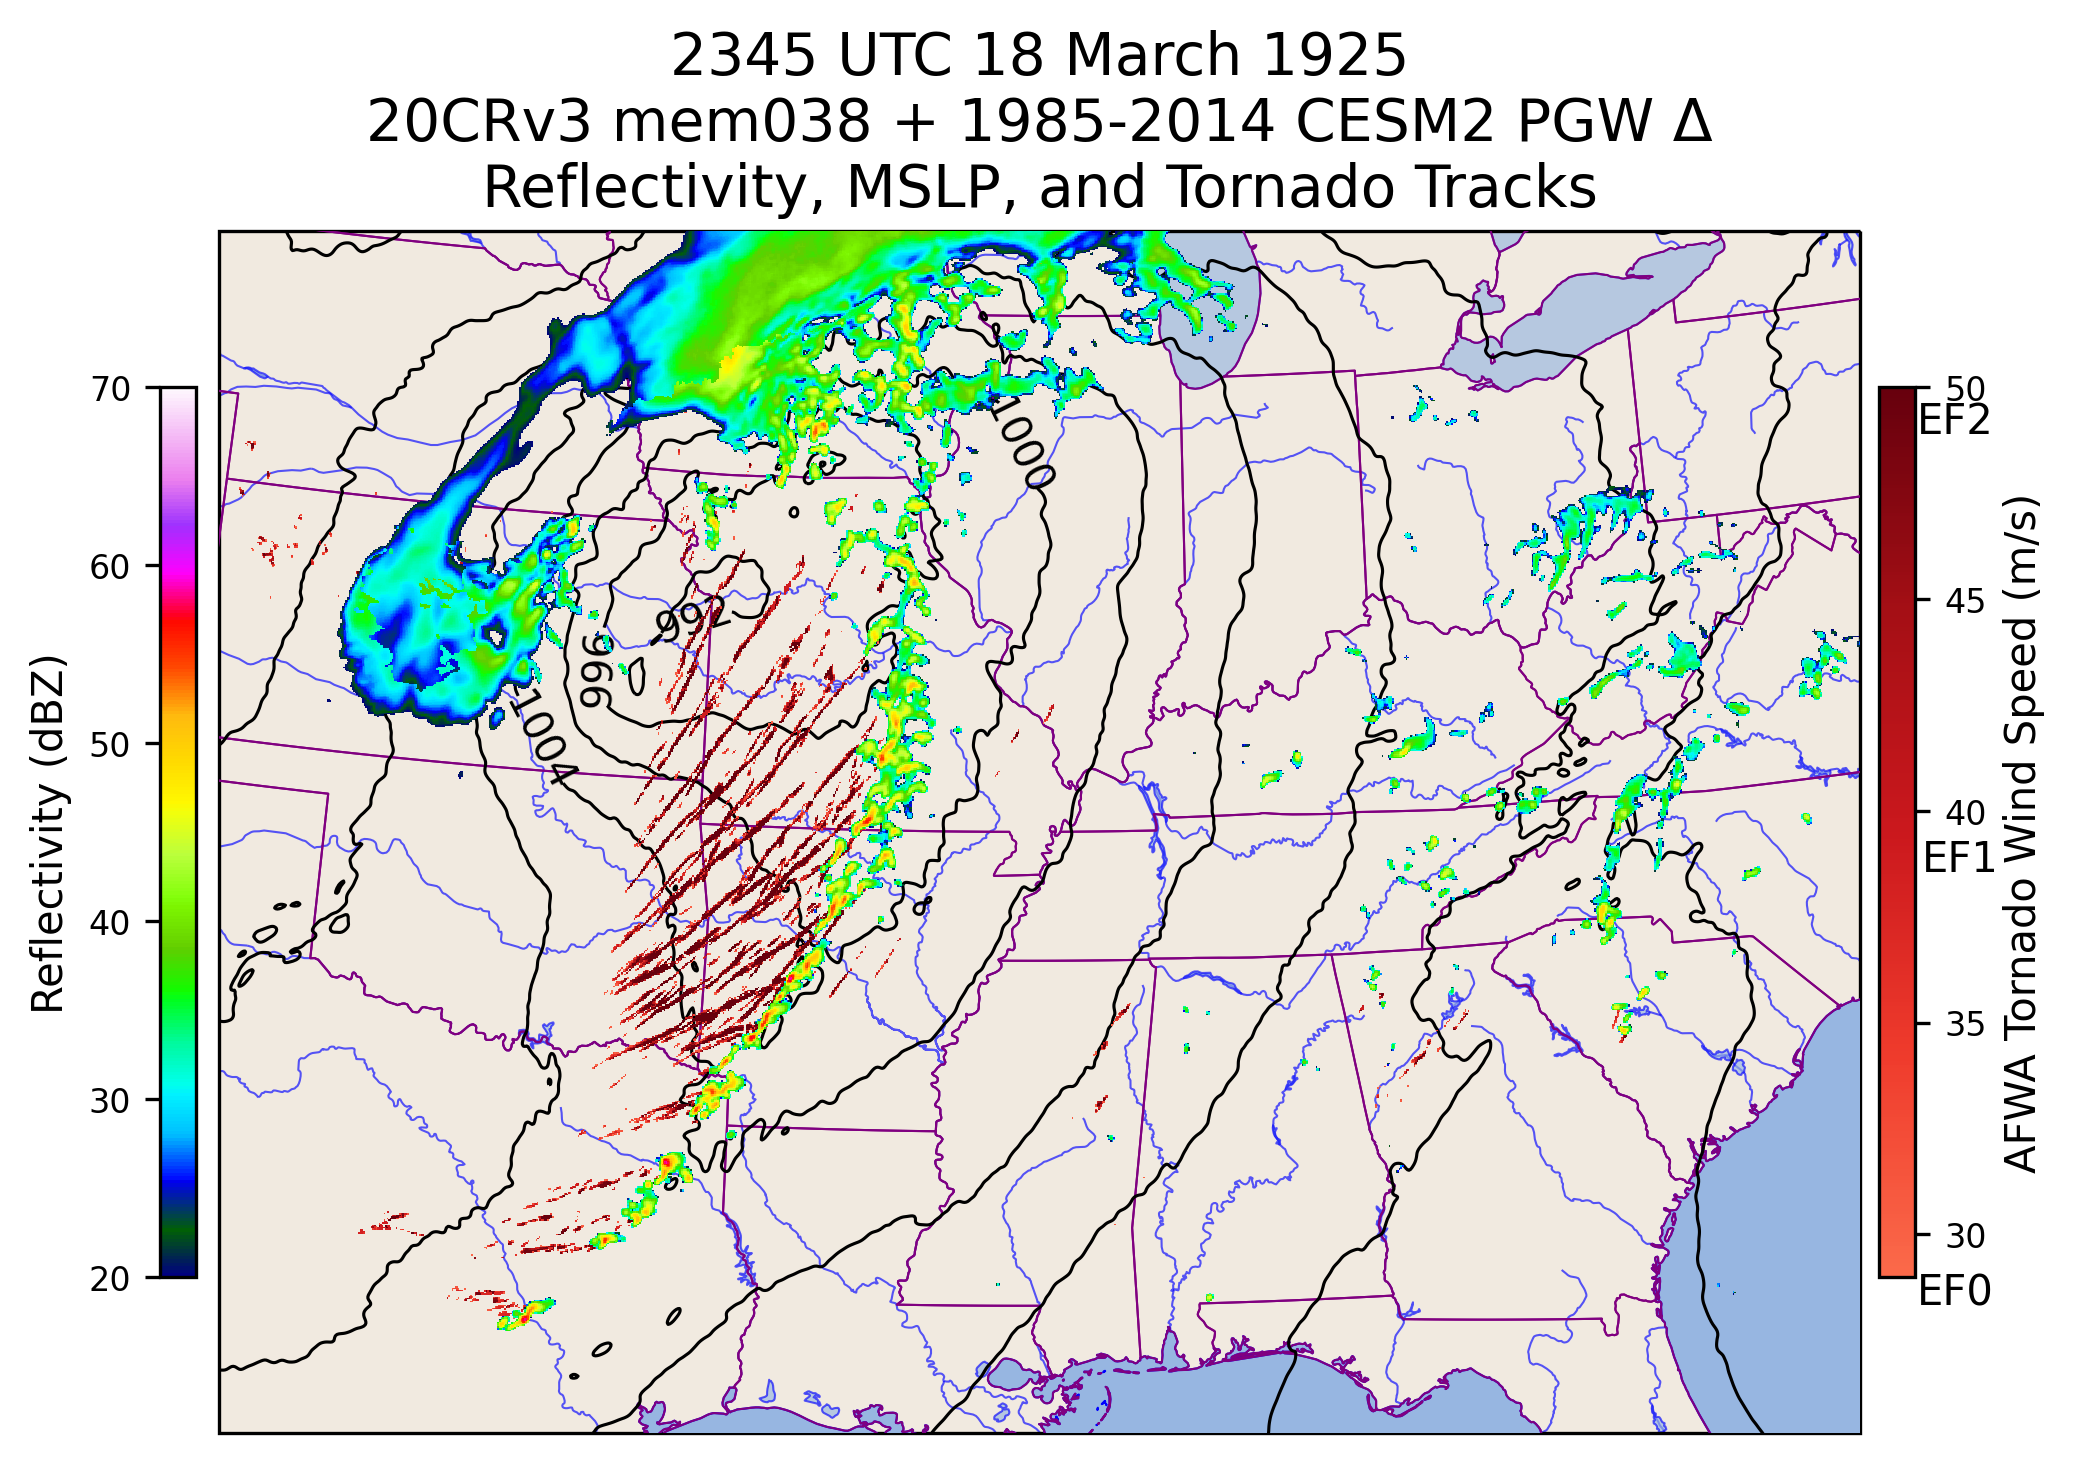 2345 UTC 18 March 1925
20CRv3 mem038 + 1985-2014 CESM2 PGW Δ
Reflectivity, MSLP, and Tornado Tracks
70
60
50
40
30
20
Reflectivity (dBZ)
1000
992
996
1004
50
EF2
45
40
EF1
35
30
EF0
AFWA Tornado Wind Speed (m/s)